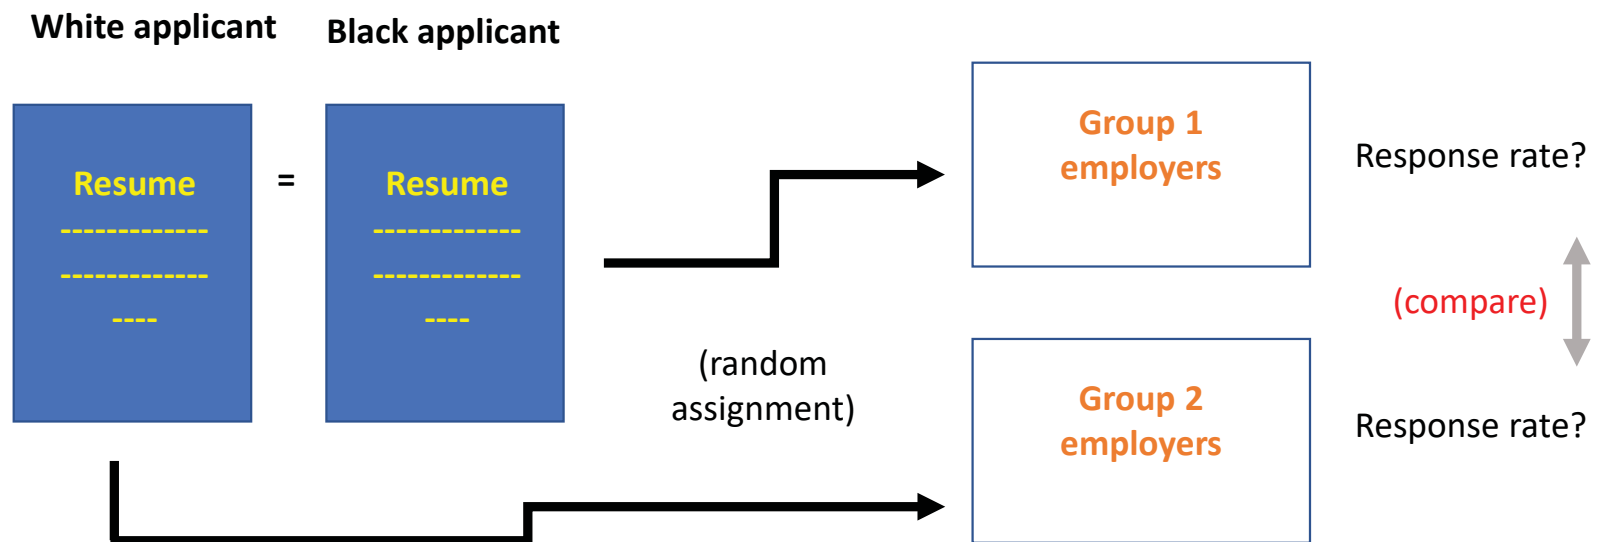 White applicant
Black applicant
Resume
-------------
-------------
----
=
Resume
-------------
-------------
----
(random
assignment)
Group 1
employers
Response rate?
(compare)
Group 2
employers
Response rate?